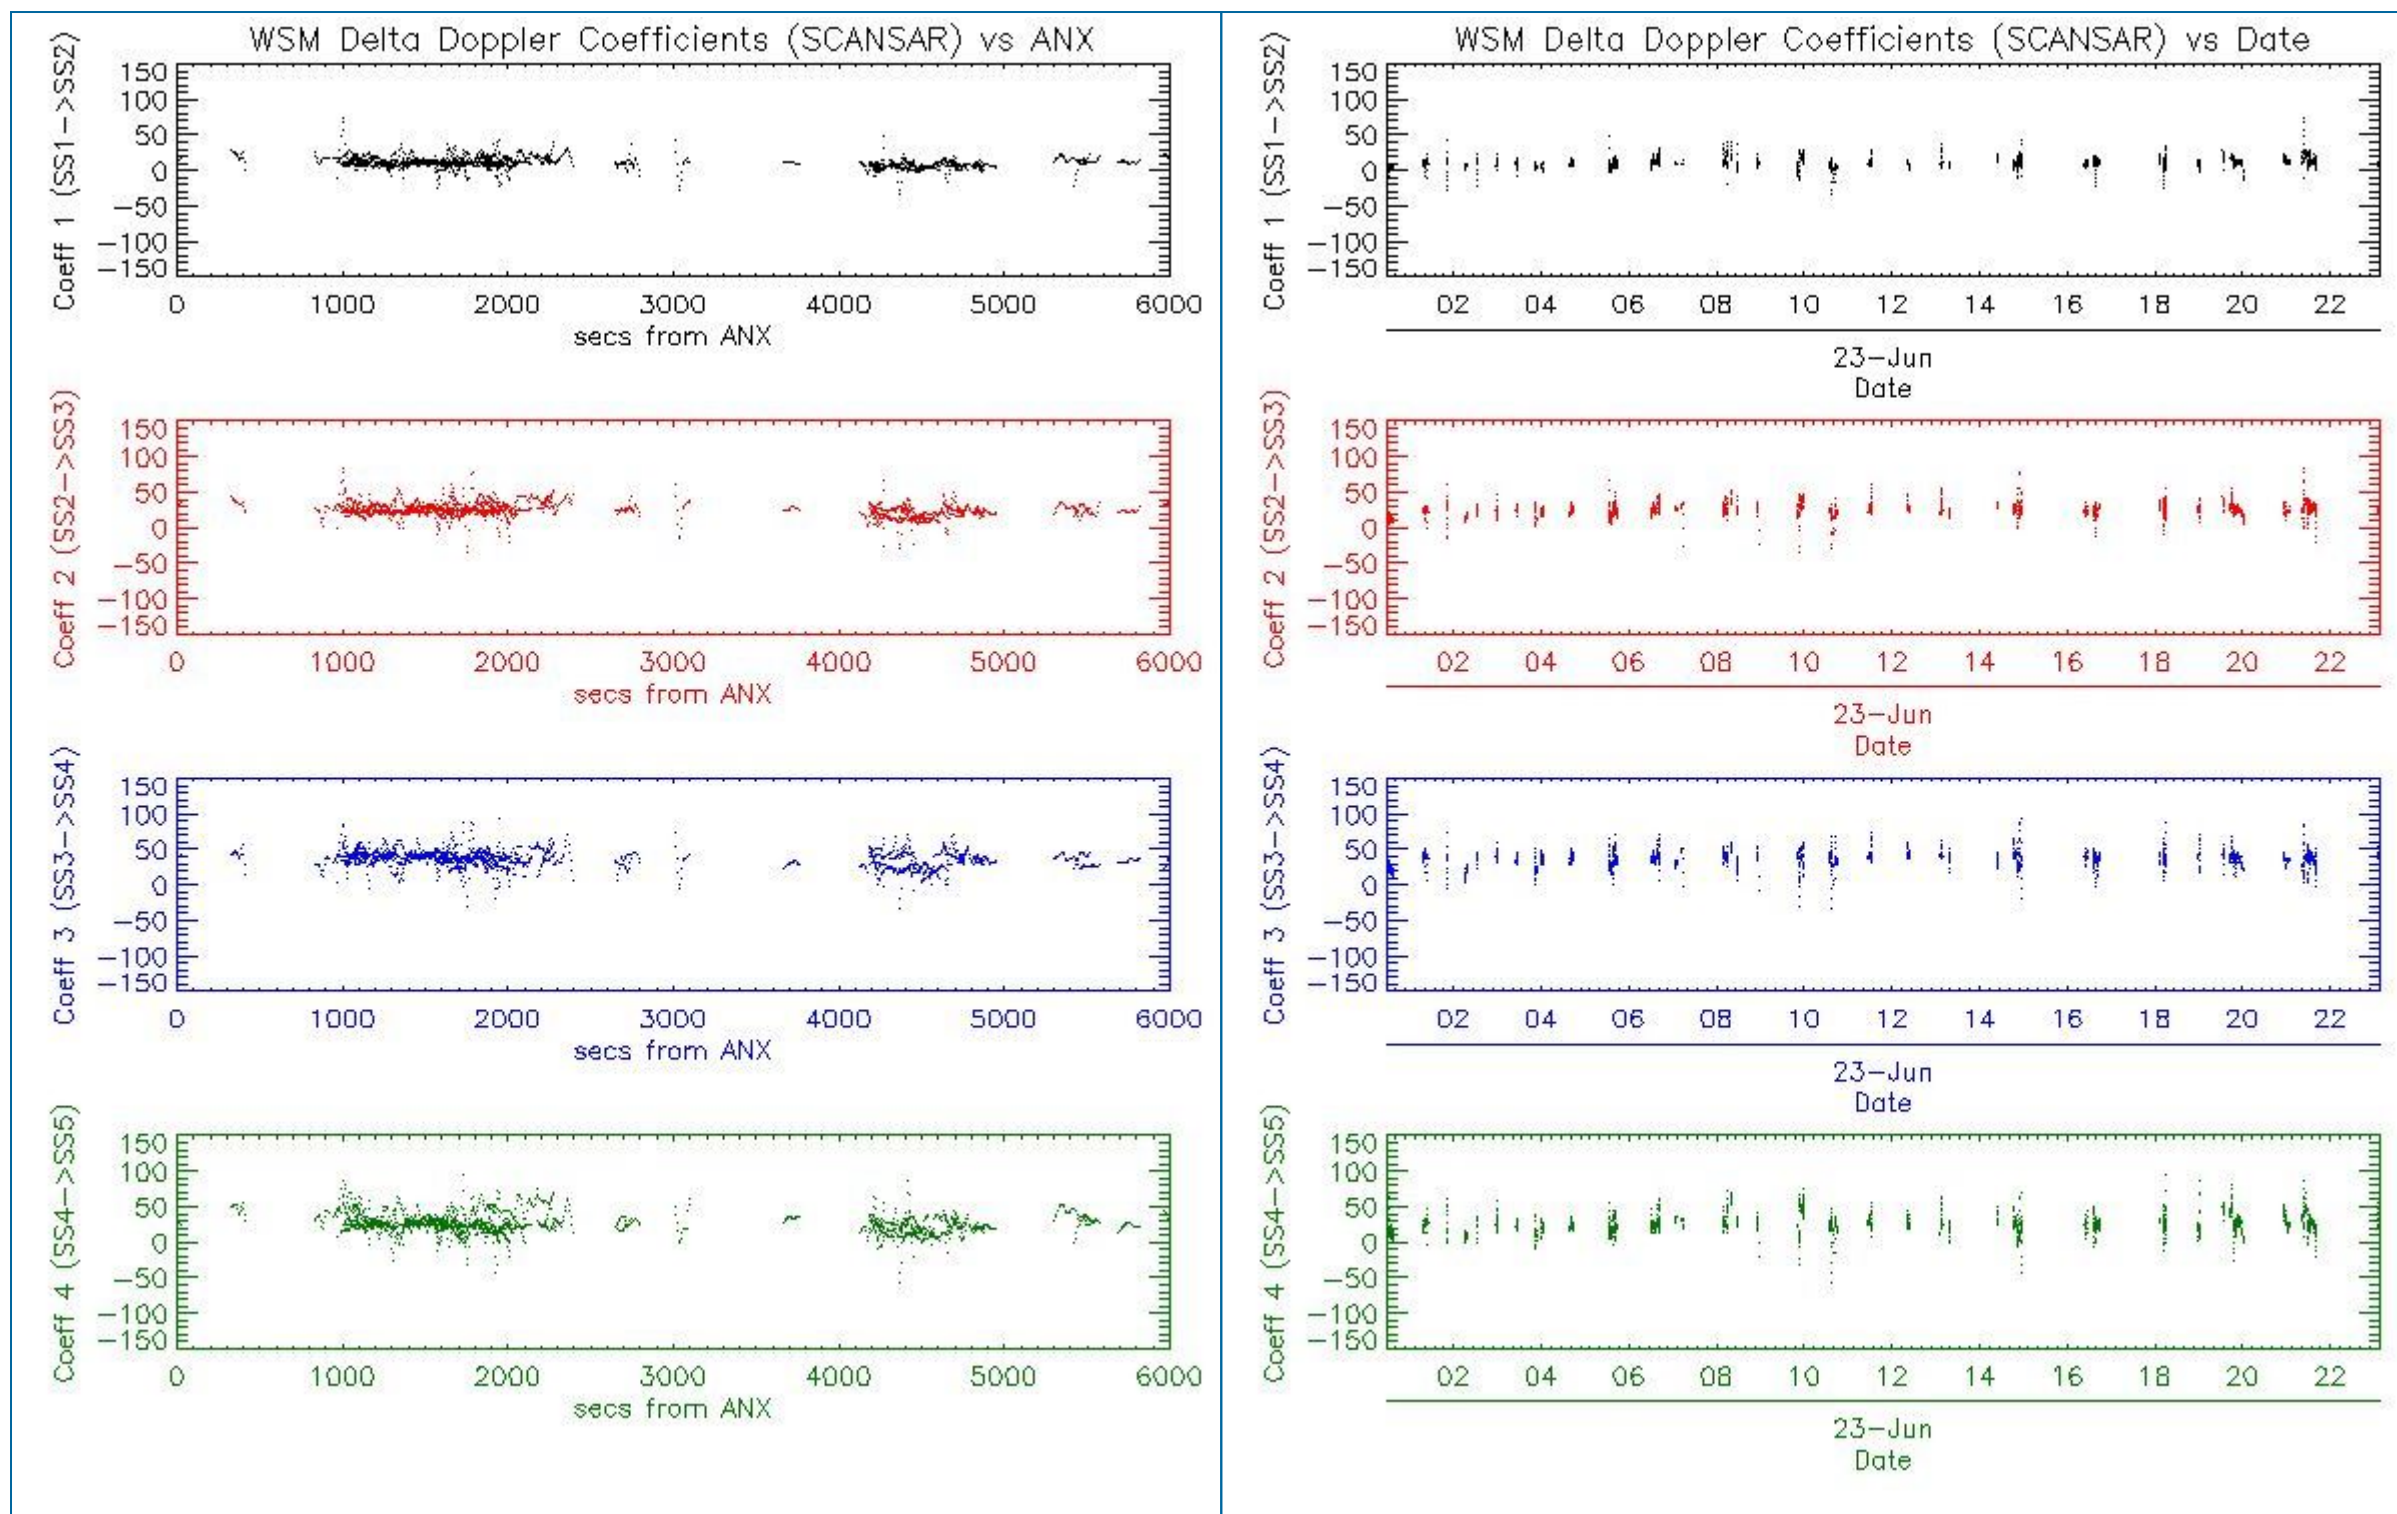 WSM Delta Doppler Coefficients (SCANSAR) vs ANX
Coeff 1 (SS1->SS2)
150
100
50
0
-50
-100
-150
0 1000 2000 3000 4000 5000 6000
secs from ANX
Coeff 2 (SS2->SS3)
150
100
50
0
-50
-100
-150
0 1000 2000 3000 4000 5000 6000
secs from ANX
Coeff 3 (SS3->SS4)
150
100
50
0
-50
-100
-150
0 1000 2000 3000 4000 5000 6000
secs from ANX
Coeff 4 (SS4->SS5)
150
100
50
0
-50
-100
-150
0 1000 2000 3000 4000 5000 6000
secs from ANX
WSM Delta Doppler Coefficients (SCANSAR) vs Date
Coeff 1 (SS1->SS2)
150
100
50
0
-50
-100
-150
02 04 06 08 10 12 14 16 18 20 22
23-Jun
Date
Coeff 2 (SS2->SS3)
150
100
50
0
-50
-100
-150
02 04 06 08 10 12 14 16 18 20 22
23-Jun
Date
Coeff 3 (SS3->SS4)
150
100
50
0
-50
-100
-150
02 04 06 08 10 12 14 16 18 20 22
23-Jun
Date
Coeff 4 (SS4->SS5)
150
100
50
0
-50
-100
-150
02 04 06 08 10 12 14 16 18 20 22
23-Jun
Date